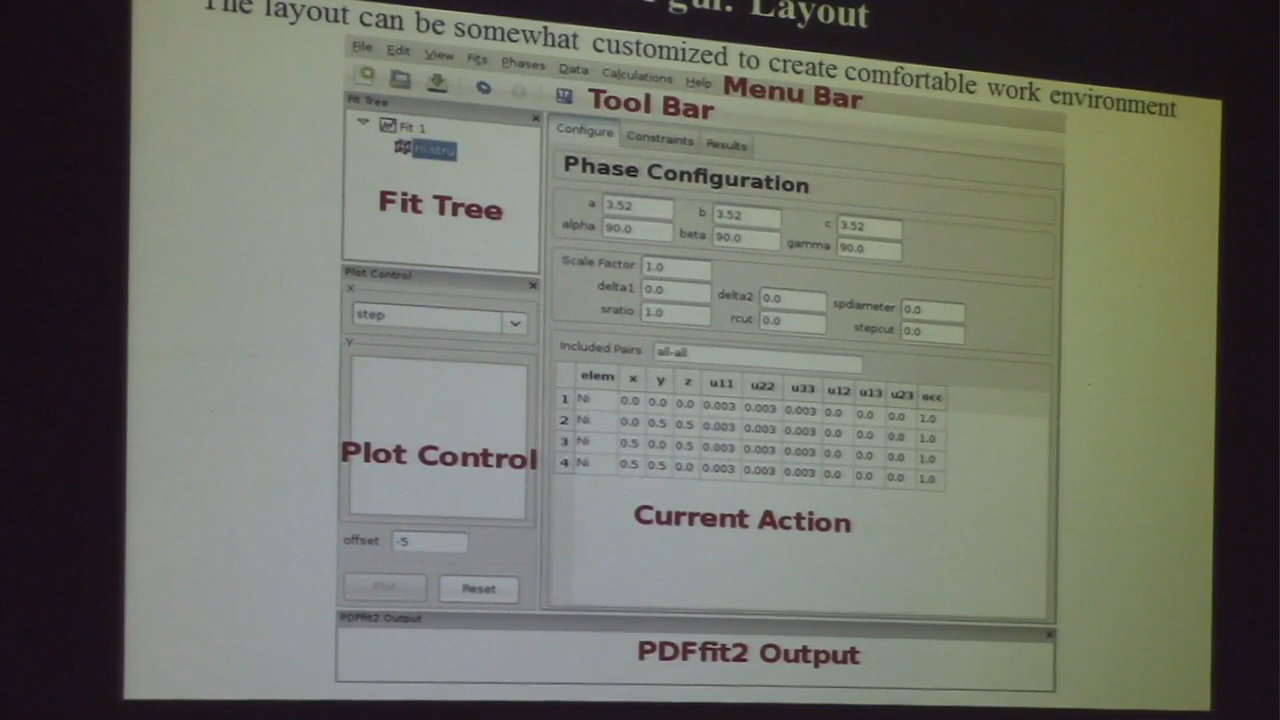 gui: Layout
The layout can be somewhat customized to create comfortable work environment
File Edit View Fits Phases Data Calculations Help Menu Bar
Tool Bar
Fit Tree
Fit 1
ni.stru
Fit Tree
Configure Constraints Results
Phase Configuration
a 3.52 b 3.52 c 3.52
alpha 90.0 beta 90.0 gamma 90.0
Scale Factor 1.0
delta1 0.0 delta2 0.0 spdiameter 0.0
sratio 1.0 rcut 0.0 stepcut 0.0
Included Pairs all-all
elem x y z u11 u22 u33 u12 u13 u23 occ
1 Ni 0.0 0.0 0.0 0.003 0.003 0.003 0.0 0.0 0.0 1.0
2 Ni 0.0 0.5 0.5 0.003 0.003 0.003 0.0 0.0 0.0 1.0
3 Ni 0.5 0.0 0.5 0.003 0.003 0.003 0.0 0.0 0.0 1.0
4 Ni 0.5 0.5 0.0 0.003 0.003 0.003 0.0 0.0 0.0 1.0
Current Action
Plot Control
X
step
Y
Plot Control
offset -5
Plot Reset
PDFfit2 Output
PDFfit2 Output